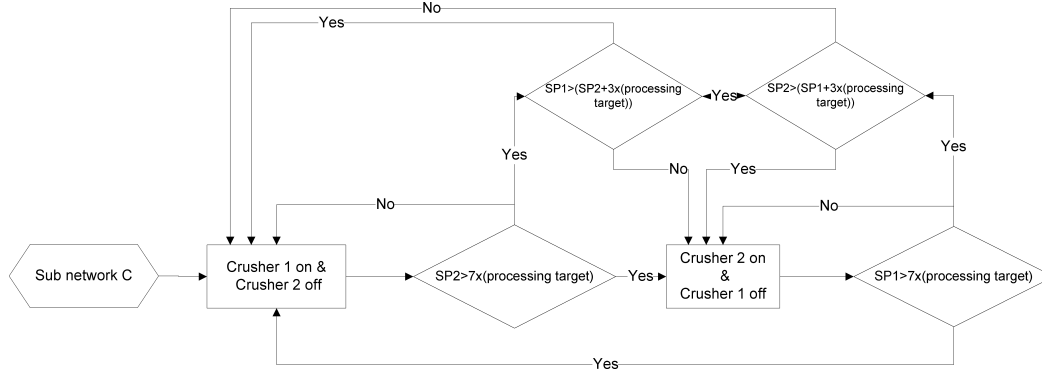 No
Yes
SP1>(SP2+3x(processing
target))
Yes
SP2>(SP1+3x(processing
target))
Yes
Yes
No
Yes
No
No
Sub network C
Crusher 1 on &
Crusher 2 off
SP2>7x(processing target)
Yes
Crusher 2 on
&
Crusher 1 off
SP1>7x(processing target)
Yes